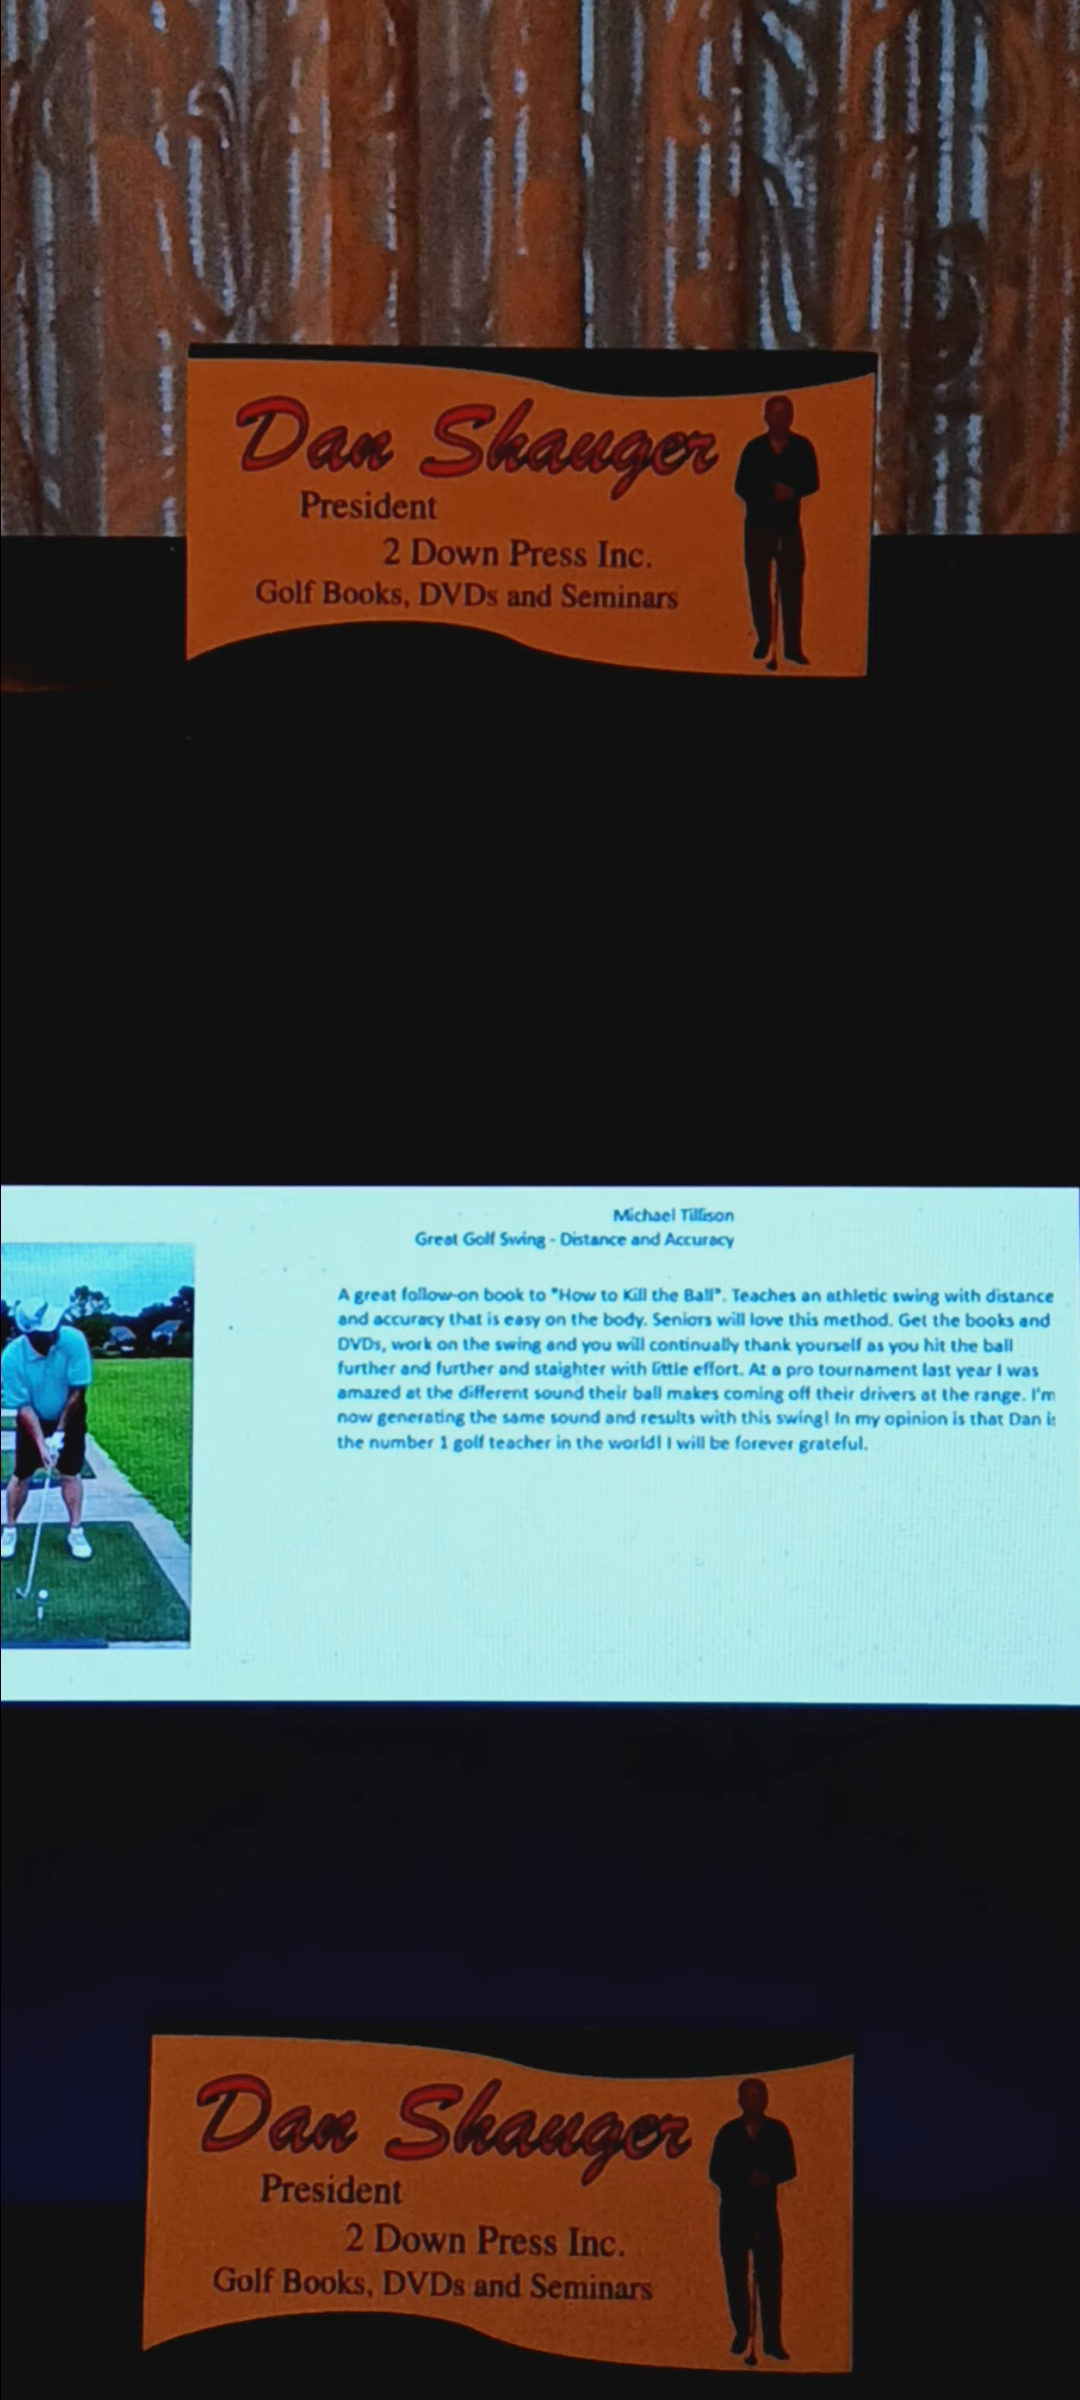 Dan Shauger
President
2 Down Press Inc.
Golf Books, DVDs and Seminars
Michael Tillison
Great Golf Swing - Distance and Accuracy
A great follow-on book to "How to Kill the Ball". Teaches an athletic swing with distance
and accuracy that is easy on the body. Seniors will love this method. Get the books and
DVDs, work on the swing and you will continually thank yourself as you hit the ball
further and further and staighter with little effort. At a pro tournament last year I was
amazed at the different sound their ball makes coming off their drivers at the range. I'm
now generating the same sound and results with this swing! In my opinion is that Dan is
the number 1 golf teacher in the world! I will be forever grateful.
Dan Shauger
President
2 Down Press Inc.
Golf Books, DVDs and Seminars